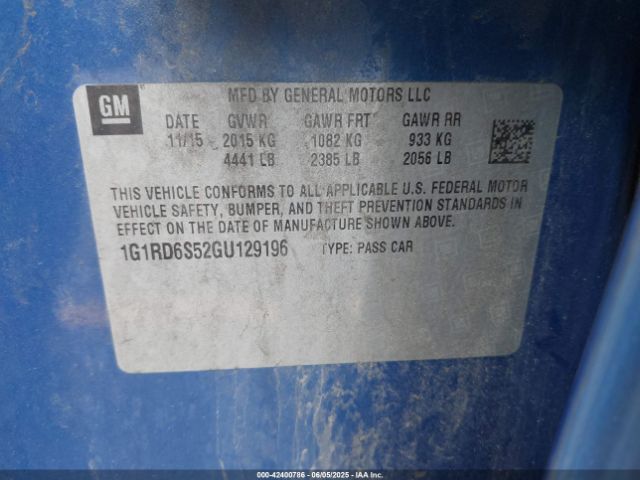 GM
MFD BY GENERAL MOTORS LLC
DATE GVWR GAWR FRT GAWR RR
11/15 2015 KG 1082 KG 933 KG
4441 LB 2385 LB 2056 LB
THIS VEHICLE CONFORMS TO ALL APPLICABLE U.S. FEDERAL MOTOR
VEHICLE SAFETY, BUMPER, AND THEFT PREVENTION STANDARDS IN
EFFECT ON THE DATE OF MANUFACTURE SHOWN ABOVE.
1G1RD6S52GU129196 TYPE: PASS CAR
000-42400786 - 06/05/2025 - IAA Inc.